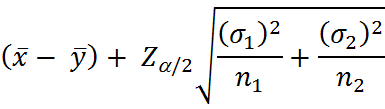 (x̄ − ȳ) + Z_{α/2} √((σ₁)²/n₁ + (σ₂)²/n₂)